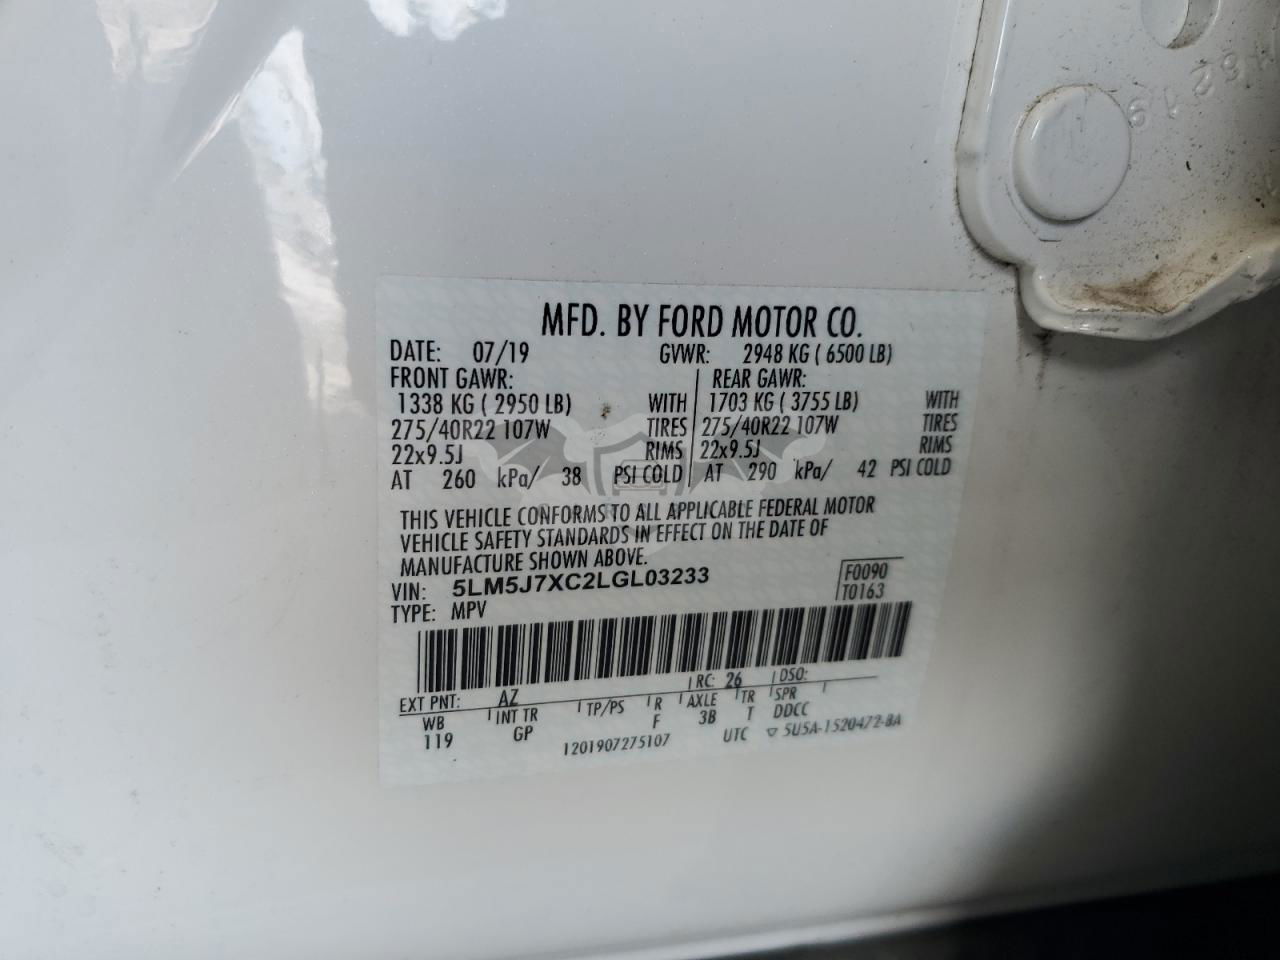 MFD. BY FORD MOTOR CO.
DATE: 07/19 GVWR: 2948 KG ( 6500 LB)
FRONT GAWR: REAR GAWR:
1338 KG ( 2950 LB) WITH 1703 KG ( 3755 LB) WITH
275/40R22 107W TIRES 275/40R22 107W TIRES
22x9.5J RIMS 22x9.5J RIMS
AT 260 kPa/ 38 PSI COLD AT 290 kPa/ 42 PSI COLD
THIS VEHICLE CONFORMS TO ALL APPLICABLE FEDERAL MOTOR
VEHICLE SAFETY STANDARDS IN EFFECT ON THE DATE OF
MANUFACTURE SHOWN ABOVE.
VIN: 5LM5J7XC2LGL03233 F0090
TYPE: MPV T0163
EXT PNT: AZ RC: 26 DSO:
WB INT TR TP/PS R AXLE TR SPR
119 GP F 3B T DDCC
1201907275107 UTC ▽ 5U5A-1520472-BA